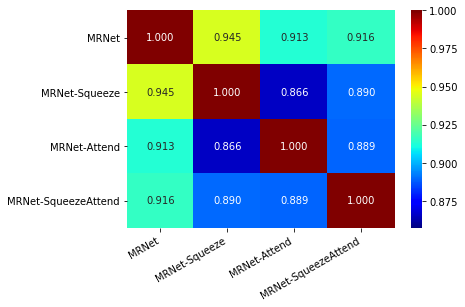 MRNet 1.000 0.945 0.913 0.916
MRNet-Squeeze 0.945 1.000 0.866 0.890
MRNet-Attend 0.913 0.866 1.000 0.889
MRNet-SqueezeAttend 0.916 0.890 0.889 1.000
MRNet
MRNet-Squeeze
MRNet-Attend
MRNet-SqueezeAttend
1.000
0.975
0.950
0.925
0.900
0.875